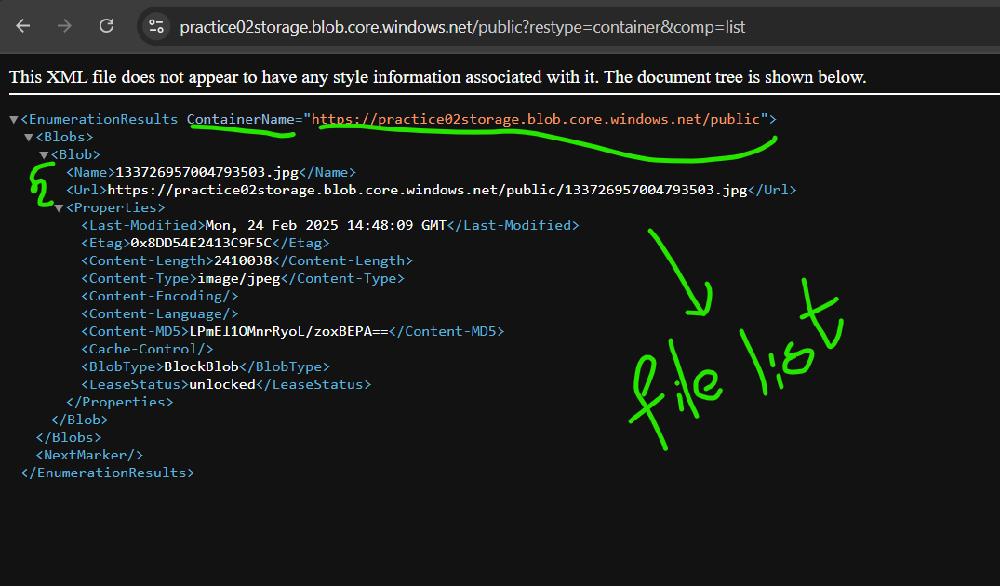 practice02storage.blob.core.windows.net/public?restype=container&comp=list
This XML file does not appear to have any style information associated with it. The document tree is shown below.
▼<EnumerationResults ContainerName="https://practice02storage.blob.core.windows.net/public">
▼<Blobs>
▼<Blob>
<Name>133726957004793503.jpg</Name>
<Url>https://practice02storage.blob.core.windows.net/public/133726957004793503.jpg</Url>
▼<Properties>
<Last-Modified>Mon, 24 Feb 2025 14:48:09 GMT</Last-Modified>
<Etag>0x8DD54E2413C9F5C</Etag>
<Content-Length>2410038</Content-Length>
<Content-Type>image/jpeg</Content-Type>
<Content-Encoding/>
<Content-Language/>
<Content-MD5>LPmEl1OMnrRyoL/zoxBEPA==</Content-MD5>
<Cache-Control/>
<BlobType>BlockBlob</BlobType>
<LeaseStatus>unlocked</LeaseStatus>
</Properties>
</Blob>
</Blobs>
<NextMarker/>
</EnumerationResults>
file list